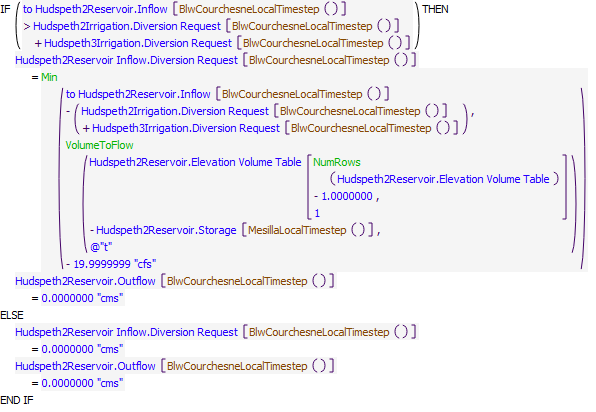 IF ( to Hudspeth2Reservoir.Inflow [BlwCourchesneLocalTimestep ()] ) THEN
> Hudspeth2Irrigation.Diversion Request [BlwCourchesneLocalTimestep ()]
+ Hudspeth3Irrigation.Diversion Request [BlwCourchesneLocalTimestep ()]
Hudspeth2Reservoir Inflow.Diversion Request [BlwCourchesneLocalTimestep ()]
= Min
( to Hudspeth2Reservoir.Inflow [BlwCourchesneLocalTimestep ()]
- ( Hudspeth2Irrigation.Diversion Request [BlwCourchesneLocalTimestep ()] ) ,
+ Hudspeth3Irrigation.Diversion Request [BlwCourchesneLocalTimestep ()]
VolumeToFlow
( Hudspeth2Reservoir.Elevation Volume Table [ NumRows
( Hudspeth2Reservoir.Elevation Volume Table )
- 1.0000000 ,
1 ]
- Hudspeth2Reservoir.Storage [MesillaLocalTimestep ()] ,
@"t" )
- 19.9999999 "cfs" )
Hudspeth2Reservoir.Outflow [BlwCourchesneLocalTimestep ()]
= 0.0000000 "cms"
ELSE
Hudspeth2Reservoir Inflow.Diversion Request [BlwCourchesneLocalTimestep ()]
= 0.0000000 "cms"
Hudspeth2Reservoir.Outflow [BlwCourchesneLocalTimestep ()]
= 0.0000000 "cms"
END IF